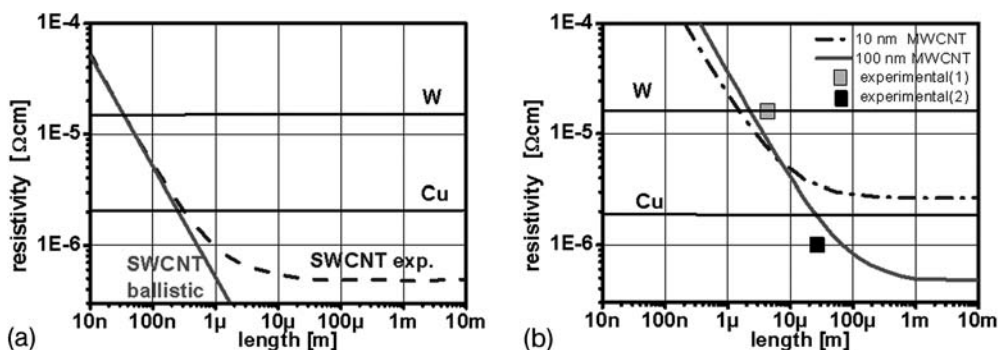 1E-4
1E-5
1E-6
resistivity [Ωcm]
W
Cu
SWCNT
ballistic
SWCNT exp.
10n 100n 1µ 10µ 100µ 1m 10m
length [m]
(a)
1E-4
1E-5
1E-6
resistivity [Ωcm]
10 nm MWCNT
100 nm MWCNT
experimental(1)
experimental(2)
W
Cu
10n 100n 1µ 10µ 100µ 1m 10m
length [m]
(b)